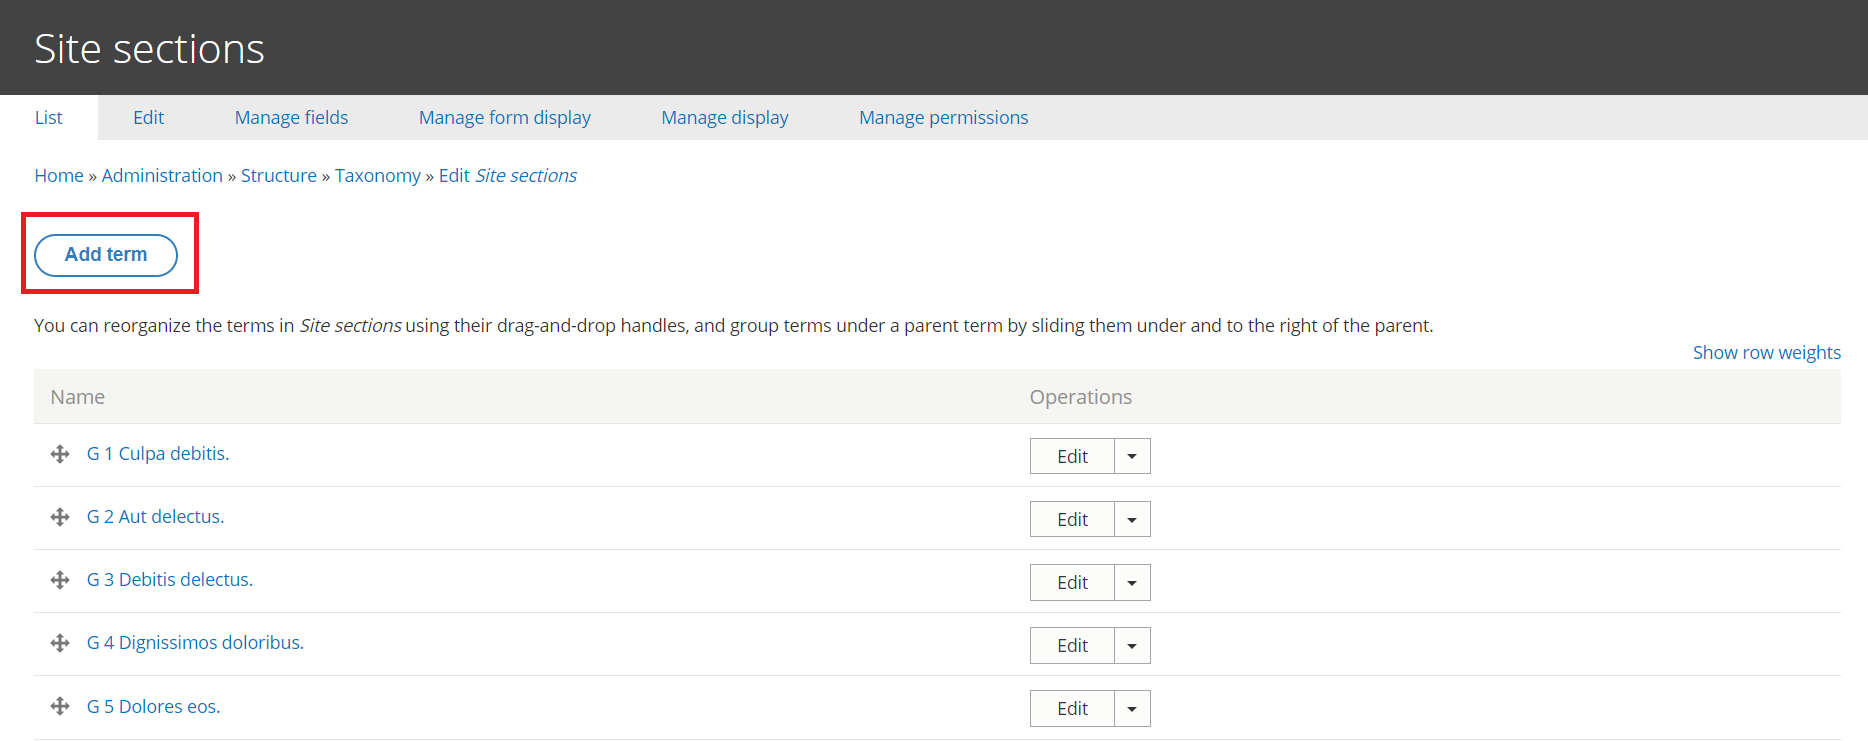 Site sections
List Edit Manage fields Manage form display Manage display Manage permissions
Home » Administration » Structure » Taxonomy » Edit Site sections
Add term
You can reorganize the terms in Site sections using their drag-and-drop handles, and group terms under a parent term by sliding them under and to the right of the parent.
Show row weights
Name Operations
G 1 Culpa debitis. Edit
G 2 Aut delectus. Edit
G 3 Debitis delectus. Edit
G 4 Dignissimos doloribus. Edit
G 5 Dolores eos. Edit